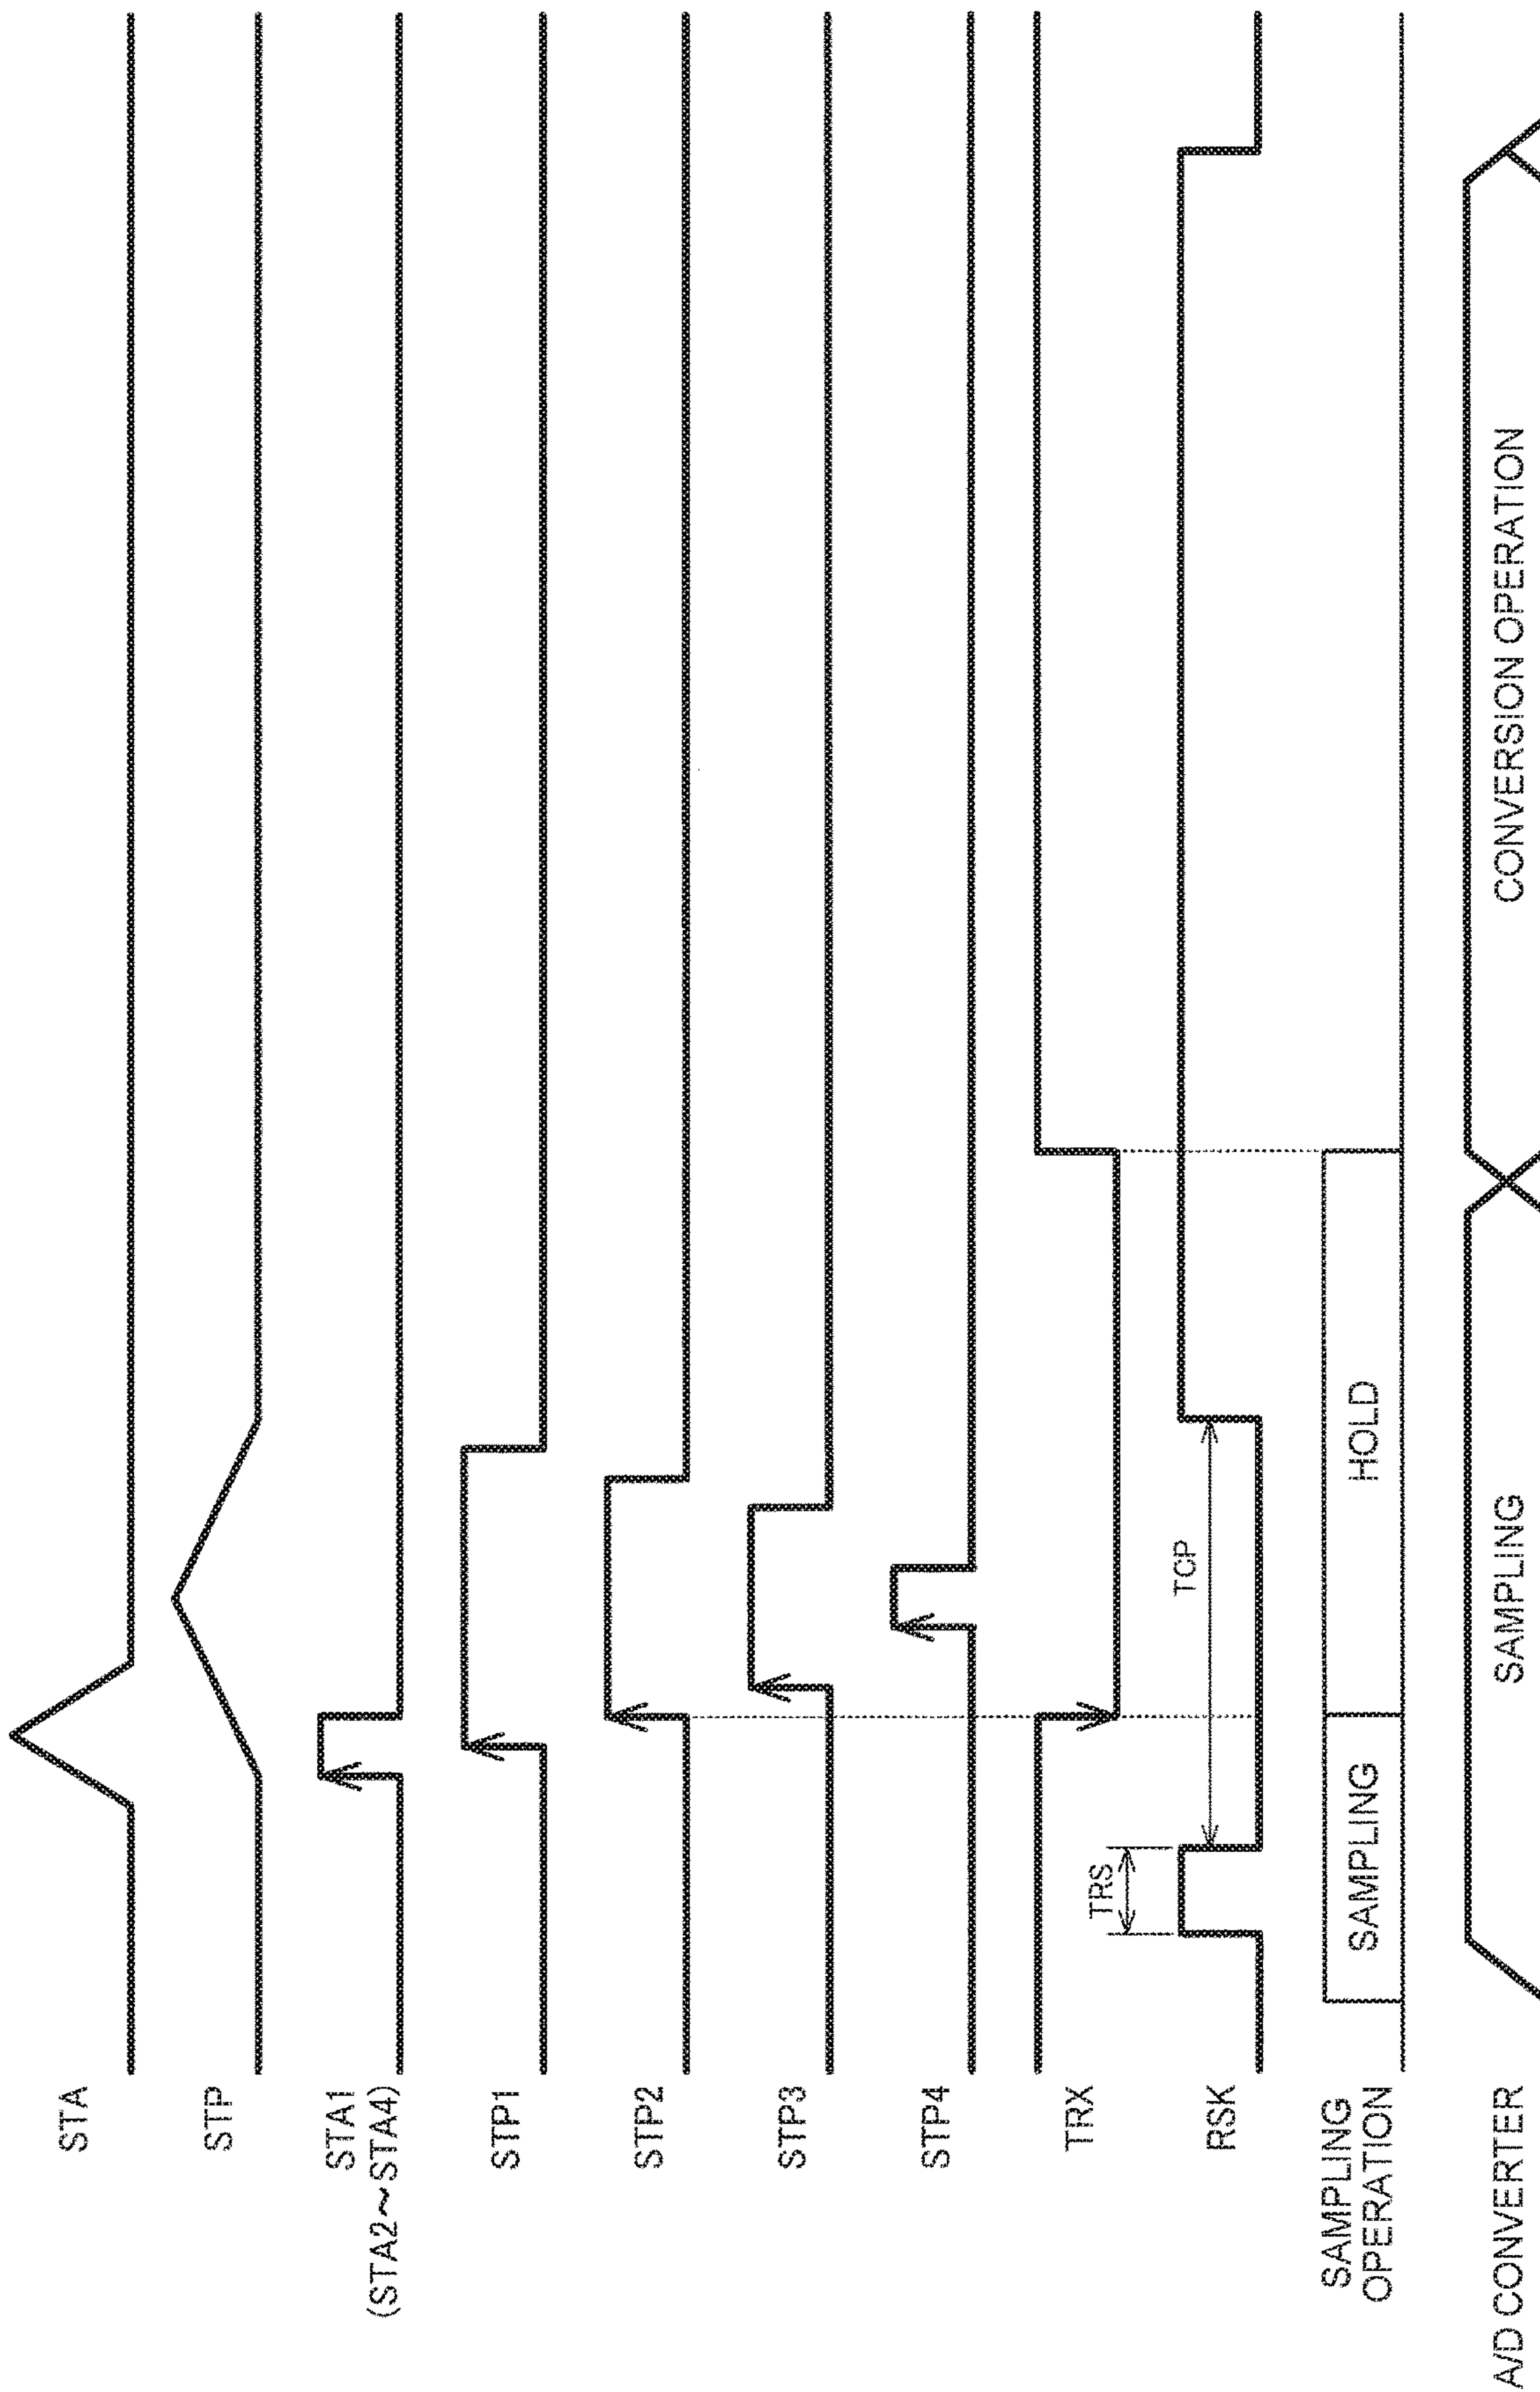 STA
STP
STA1
(STA2～STA4)
STP1
STP2
STP3
STP4
TRX
TRS
TCP
RSK
SAMPLING
OPERATION
SAMPLING
HOLD
A/D CONVERTER
SAMPLING
CONVERSION OPERATION